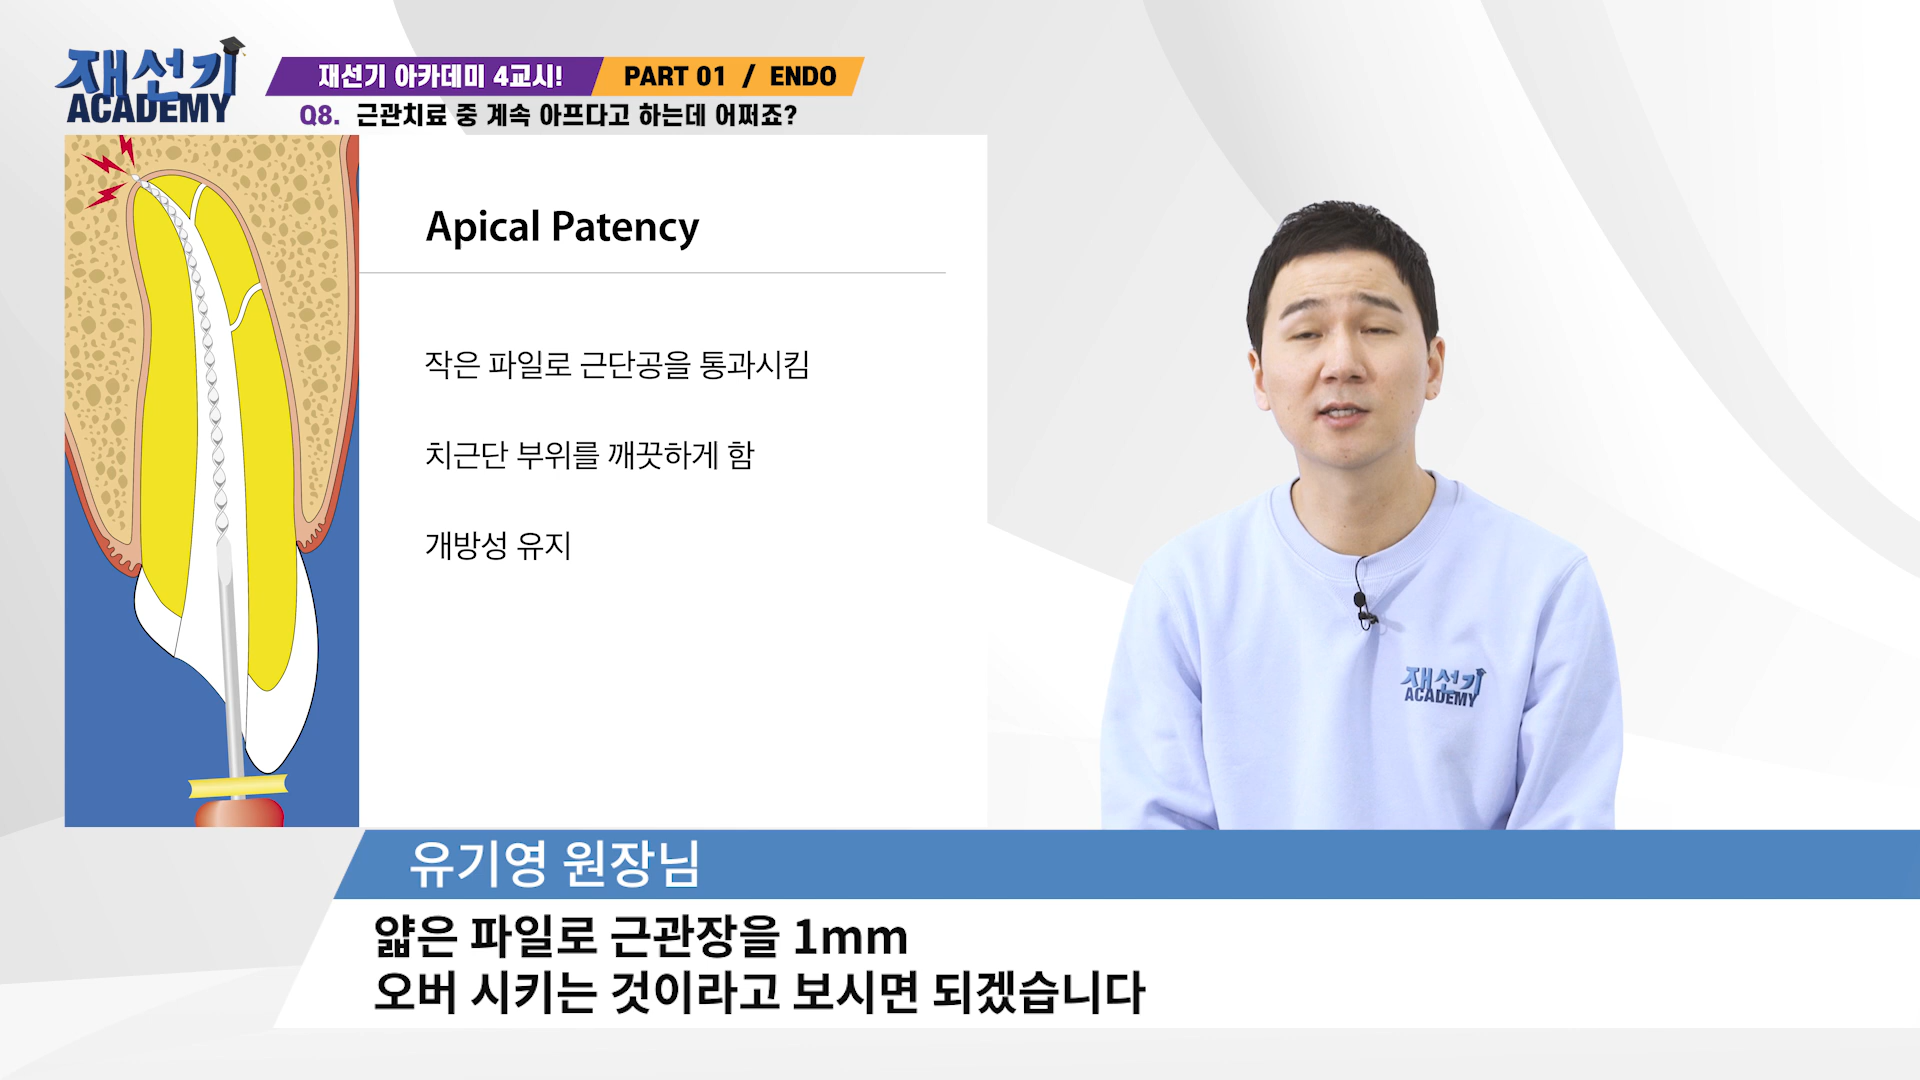 재선기
ACADEMY
재선기 아카데미 4교시!
PART 01 / ENDO
Q8. 근관치료 중 계속 아프다고 하는데 어쩌죠?
Apical Patency
작은 파일로 근단공을 통과시킴
치근단 부위를 깨끗하게 함
개방성 유지
재선기
ACADEMY
유기영 원장님
얇은 파일로 근관장을 1mm
오버 시키는 것이라고 보시면 되겠습니다